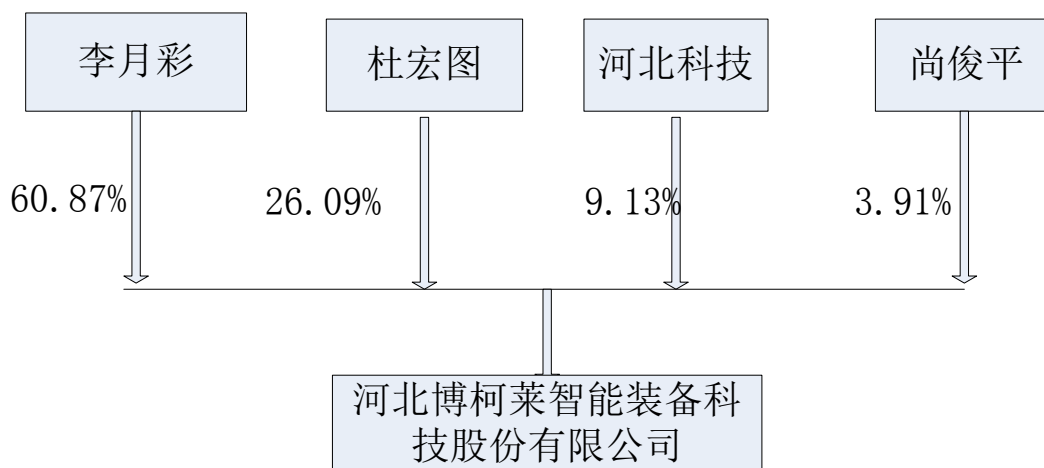 李月彩
杜宏图
河北科技
尚俊平
60.87%
26.09%
9.13%
3.91%
河北博柯莱智能装备科
技股份有限公司